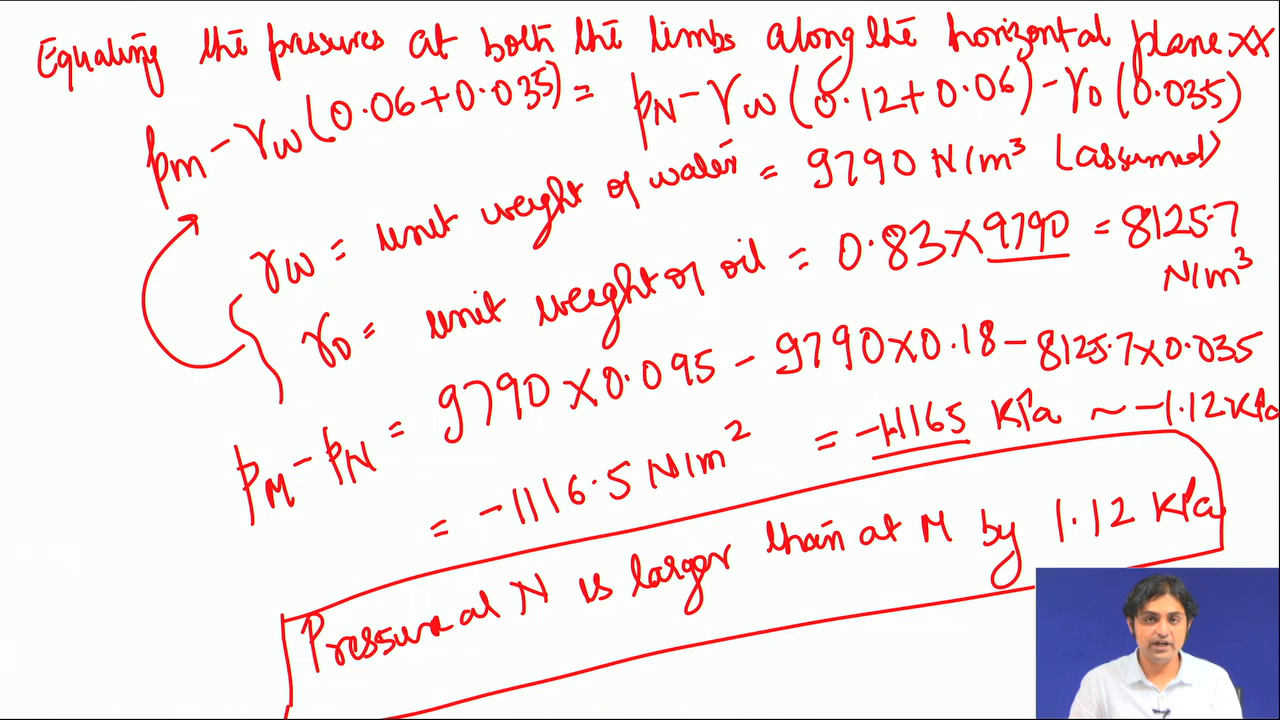 Equating the pressures at both the limbs along the horizontal plane XX
pM - γW (0.06 + 0.035) = pN - γW (0.12 + 0.06) - γO (0.035)
γW = unit weight of water = 9790 N/m³ (assumed)
γO = unit weight of oil = 0.83 × 9790 = 8125.7 N/m³
pM - pN = 9790 × 0.095 - 9790 × 0.18 - 8125.7 × 0.035
= -1116.5 N/m² = -1.1165 KPa ~ -1.12 KPa
Pressure at N is larger than at M by 1.12 KPa